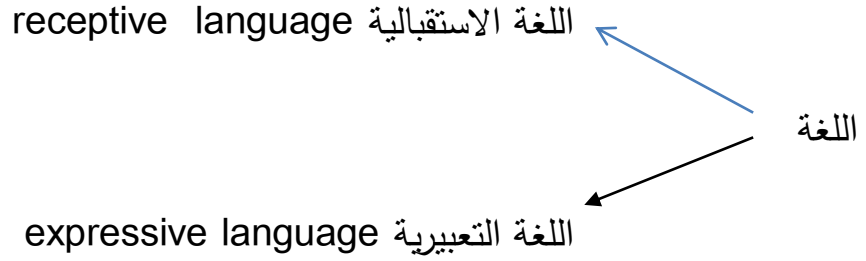 اللغة الاستقبالية receptive language
اللغة
اللغة التعبيرية expressive language